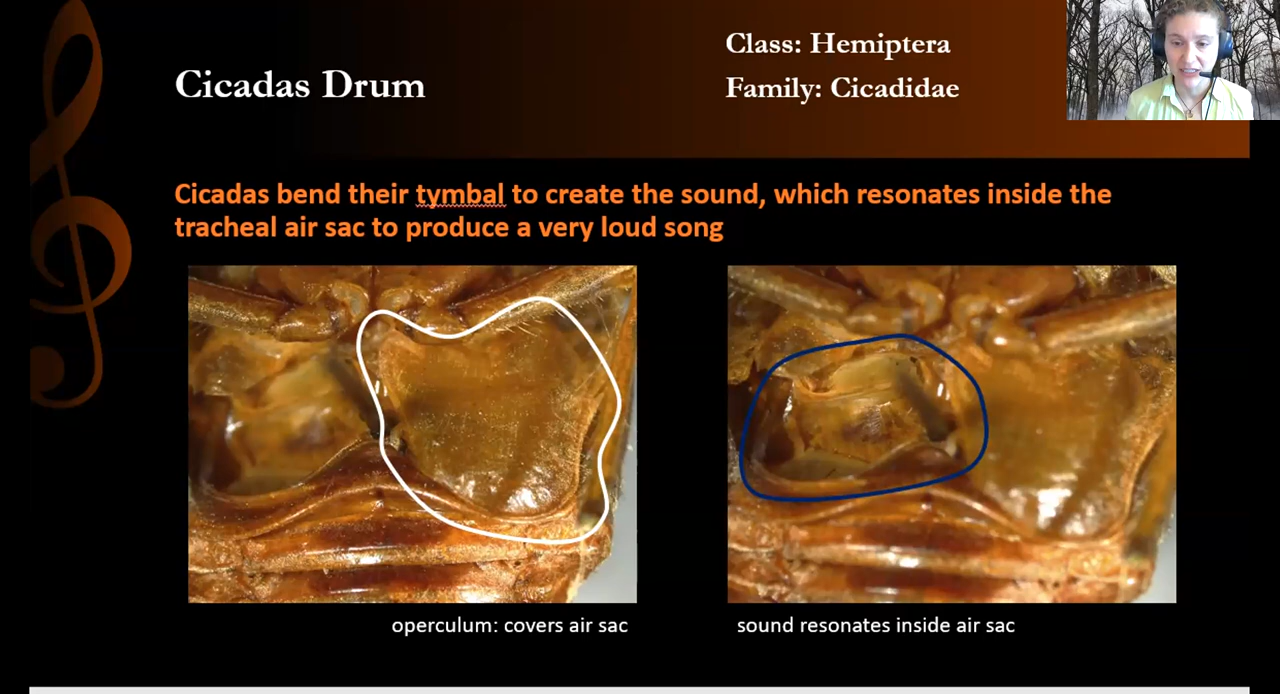 Cicadas Drum
Class: Hemiptera
Family: Cicadidae
Cicadas bend their tymbal to create the sound, which resonates inside the
tracheal air sac to produce a very loud song
operculum: covers air sac
sound resonates inside air sac